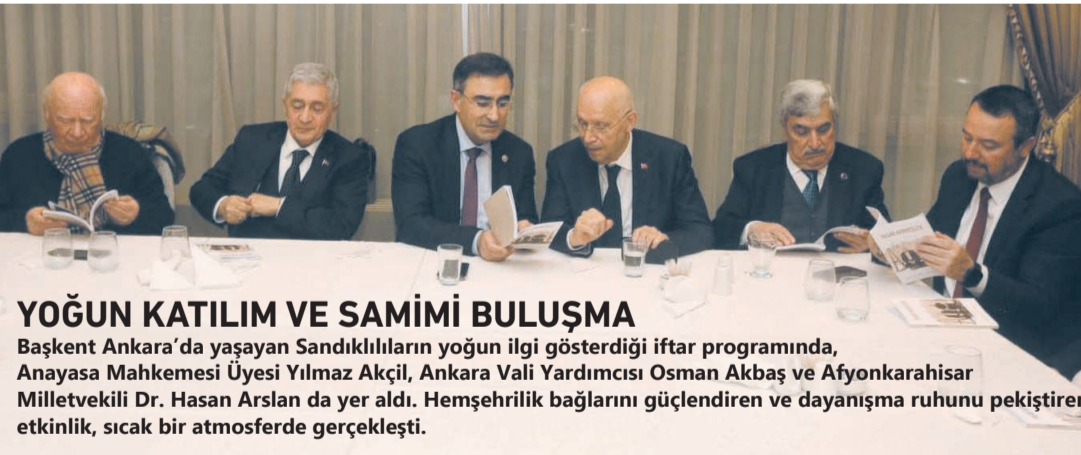 YOĞUN KATILIM VE SAMİMİ BULUŞMA
Başkent Ankara'da yaşayan Sandıklılıların yoğun ilgi gösterdiği iftar programında,
Anayasa Mahkemesi Üyesi Yılmaz Akçil, Ankara Vali Yardımcısı Osman Akbaş ve Afyonkarahisar
Milletvekili Dr. Hasan Arslan da yer aldı. Hemşehrilik bağlarını güçlendiren ve dayanışma ruhunu pekiştiren
etkinlik, sıcak bir atmosferde gerçekleşti.